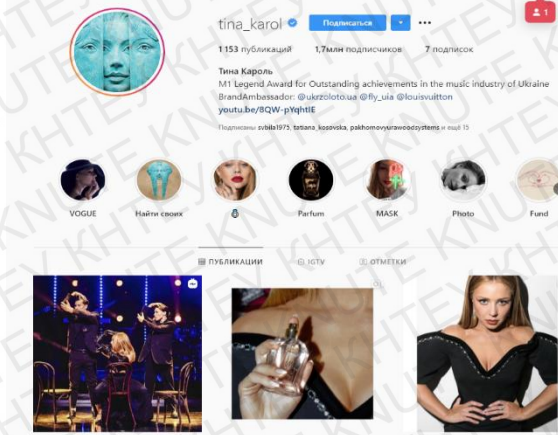 1
tina_karol Подписаться
1 153 публикаций 1,7млн подписчиков 7 подписок
Тина Кароль
M1 Legend Award for Outstanding achievements in the music industry of Ukraine
BrandAmbassador: @ukrzoloto.ua @fly_uia @louisvuitton
youtu.be/8QW-pYqhtlE
Подписаны svbila1975, tatiana_kosovska, pakhomovyurawoodsystems и ещё 15
VOGUE Найти своих Parfum MASK Photo Fund
ПУБЛИКАЦИИ IGTV ОТМЕТКИ